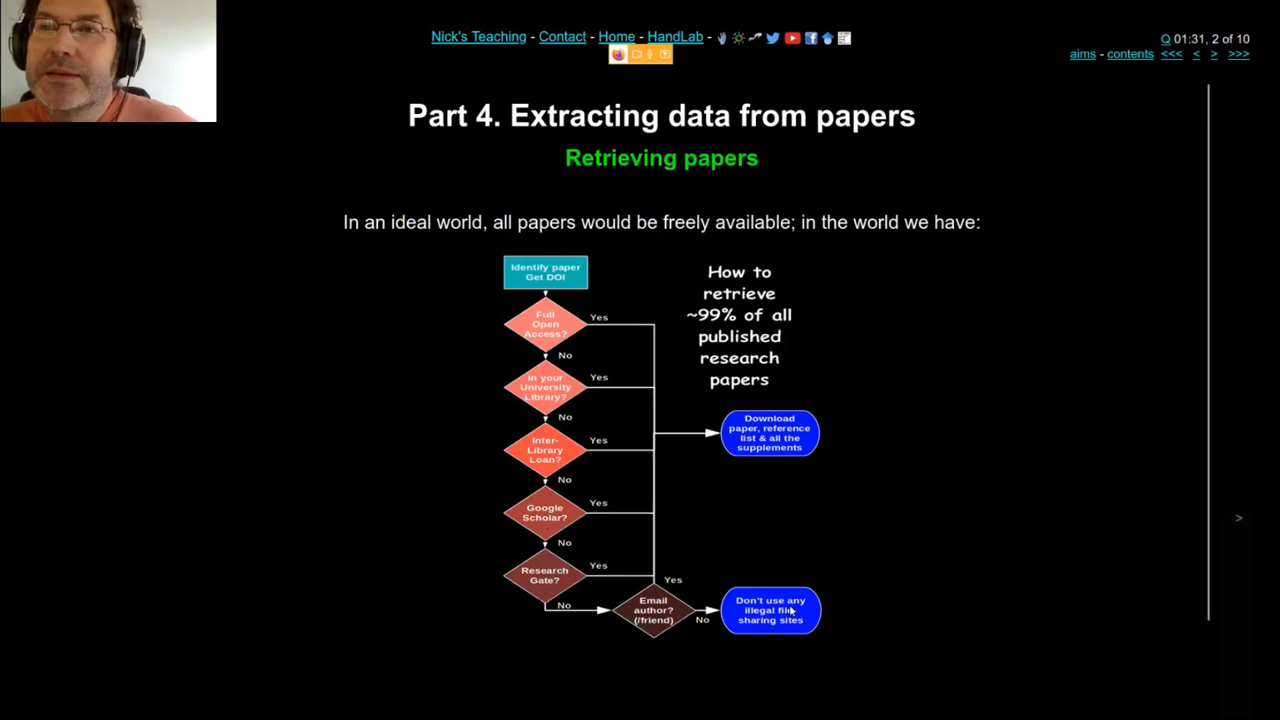 Nick's Teaching - Contact - Home - HandLab -
Q 01:31, 2 of 10
aims - contents <<< < > >>>
Part 4. Extracting data from papers
Retrieving papers
In an ideal world, all papers would be freely available; in the world we have:
Identify paper
Get DOI
How to
retrieve
~99% of all
published
research
papers
Full
Open
Access?
Yes
No
In your
University
Library?
Yes
No
Inter-
Library
Loan?
Yes
No
Google
Scholar?
Yes
No
Research
Gate?
Yes
No
Email
author?
(/friend)
Yes
No
Download
paper, reference
list & all the
supplements
Don't use any
illegal file
sharing sites
>